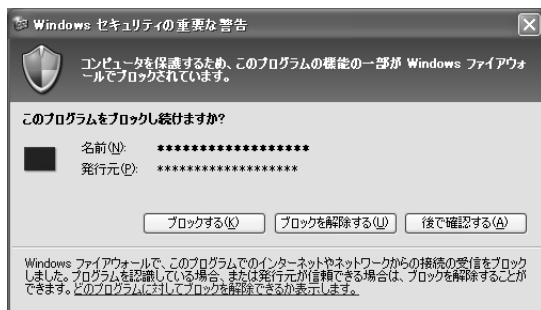 Windows セキュリティの重要な警告
コンピュータを保護するため、このプログラムの機能の一部が Windows ファイアウォ
ールでブロックされています。
このプログラムをブロックし続けますか?
名前(N): ******************
発行元(P): ******************
ブロックする(K) ブロックを解除する(U) 後で確認する(A)
Windows ファイアウォールで、このプログラムでのインターネットやネットワークからの接続の受信をブロック
しました。プログラムを認識している場合、または発行元が信頼できる場合は、ブロックを解除することが
できます。どのプログラムに対してブロックを解除できるか表示します。